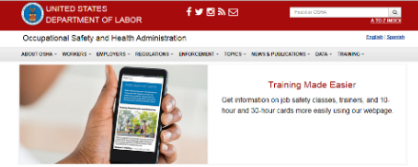 UNITED STATES
DEPARTMENT OF LABOR
A TO Z INDEX
Occupational Safety and Health Administration
English | Spanish
ABOUT OSHA WORKERS EMPLOYERS REGULATIONS ENFORCEMENT TOPICS NEWS & PUBLICATIONS DATA TRAINING
Training Made Easier
Get information on job safety classes, trainers, and 10-
hour and 30-hour cards more easily using our webpage.